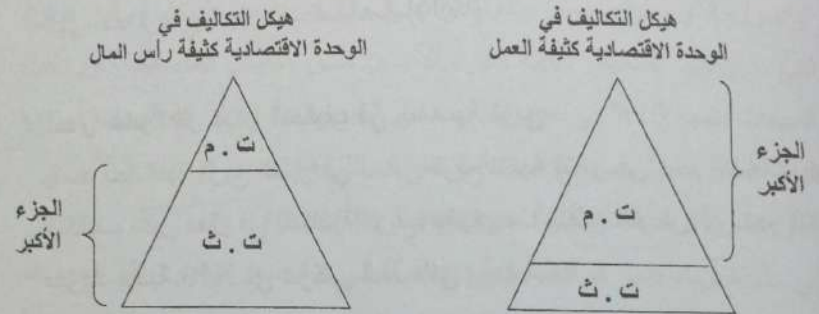 هيكل التكاليف في
الوحدة الاقتصادية كثيفة العمل
الجزء
الأكبر
ت . م
ت . ث
هيكل التكاليف في
الوحدة الاقتصادية كثيفة رأس المال
ت . م
الجزء
الأكبر
ت . ث